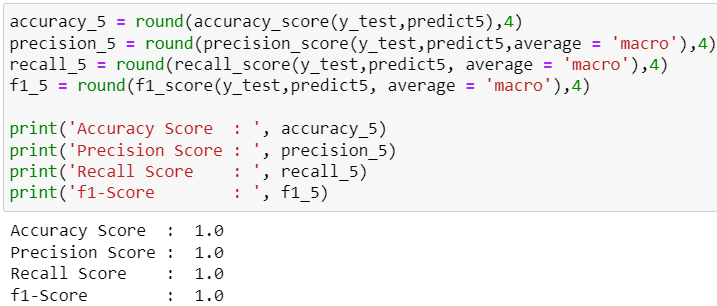 accuracy_5 = round(accuracy_score(y_test,predict5),4)
precision_5 = round(precision_score(y_test,predict5,average = 'macro'),4)
recall_5 = round(recall_score(y_test,predict5, average = 'macro'),4)
f1_5 = round(f1_score(y_test,predict5, average = 'macro'),4)
print('Accuracy Score  : ', accuracy_5)
print('Precision Score : ', precision_5)
print('Recall Score    : ', recall_5)
print('f1-Score        : ', f1_5)
Accuracy Score  :  1.0
Precision Score :  1.0
Recall Score    :  1.0
f1-Score        :  1.0